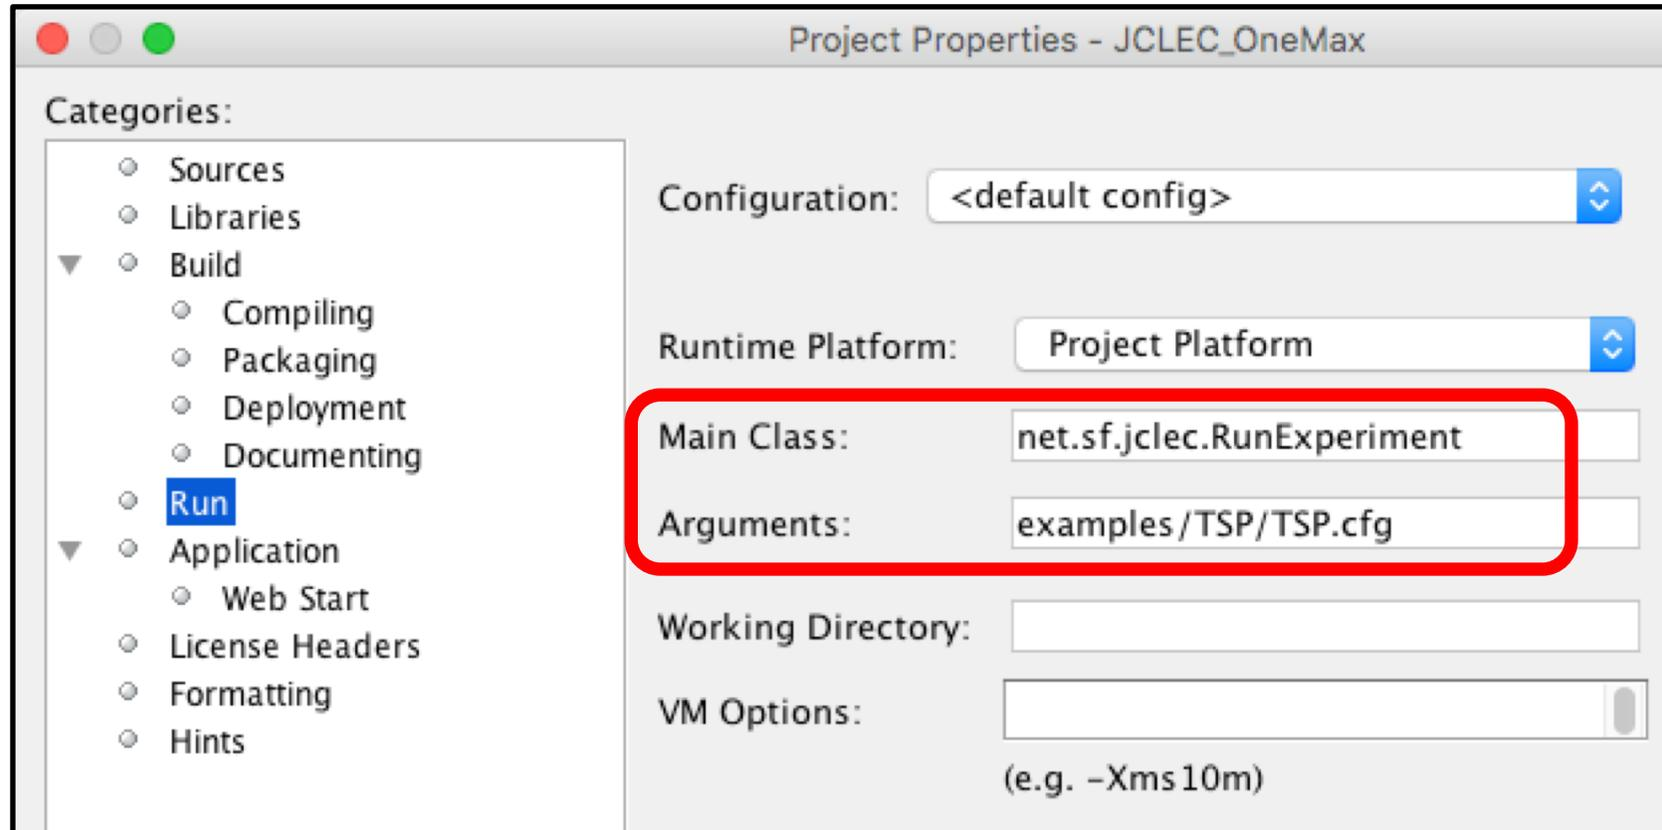 Project Properties - JCLEC_OneMax
Categories:
Sources
Libraries
Build
Compiling
Packaging
Deployment
Documenting
Run
Application
Web Start
License Headers
Formatting
Hints
Configuration: <default config>
Runtime Platform: Project Platform
Main Class: net.sf.jclec.RunExperiment
Arguments: examples/TSP/TSP.cfg
Working Directory:
VM Options:
(e.g. -Xms10m)